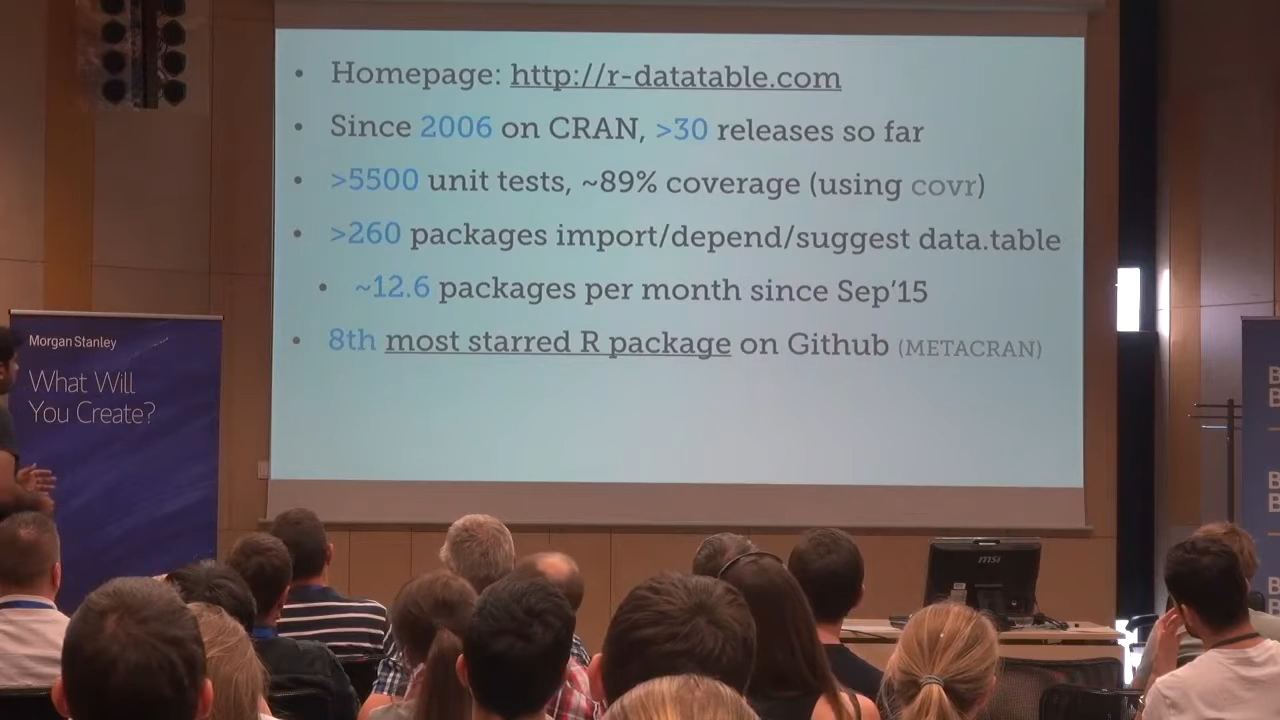 • Homepage: http://r-datatable.com
• Since 2006 on CRAN, >30 releases so far
• >5500 unit tests, ~89% coverage (using covr)
• >260 packages import/depend/suggest data.table
• ~12.6 packages per month since Sep'15
• 8th most starred R package on Github (METACRAN)
Morgan Stanley
What Will
You Create?
msi